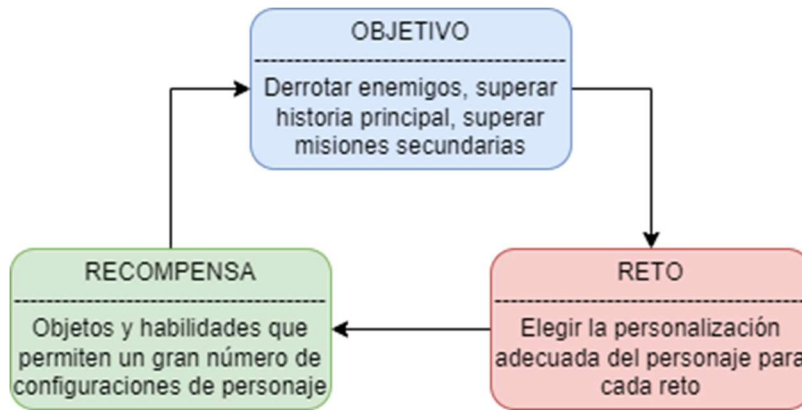 OBJETIVO
Derrotar enemigos, superar
historia principal, superar
misiones secundarias
RECOMPENSA
Objetos y habilidades que
permiten un gran número de
configuraciones de personaje
RETO
Elegir la personalización
adecuada del personaje para
cada reto